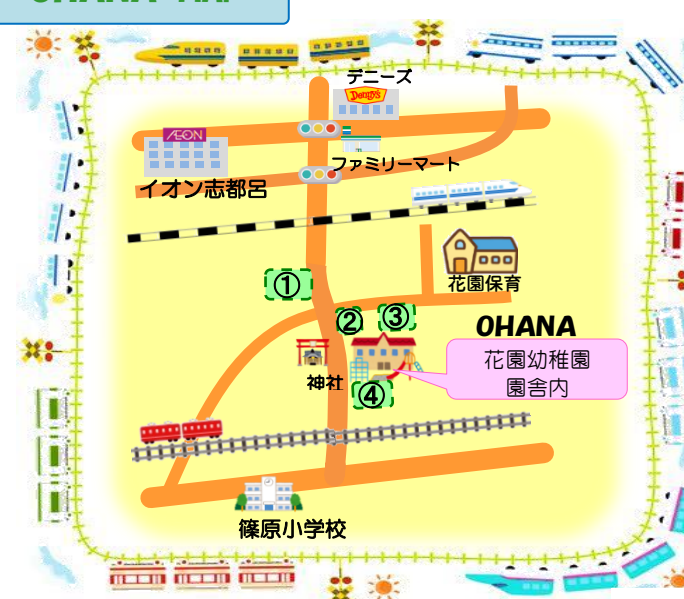 デニーズ
Denny's
ÆON
ファミリーマート
イオン志都呂
花園保育
①
②
③
OHANA
花園幼稚園
園舎内
神社
④
篠原小学校